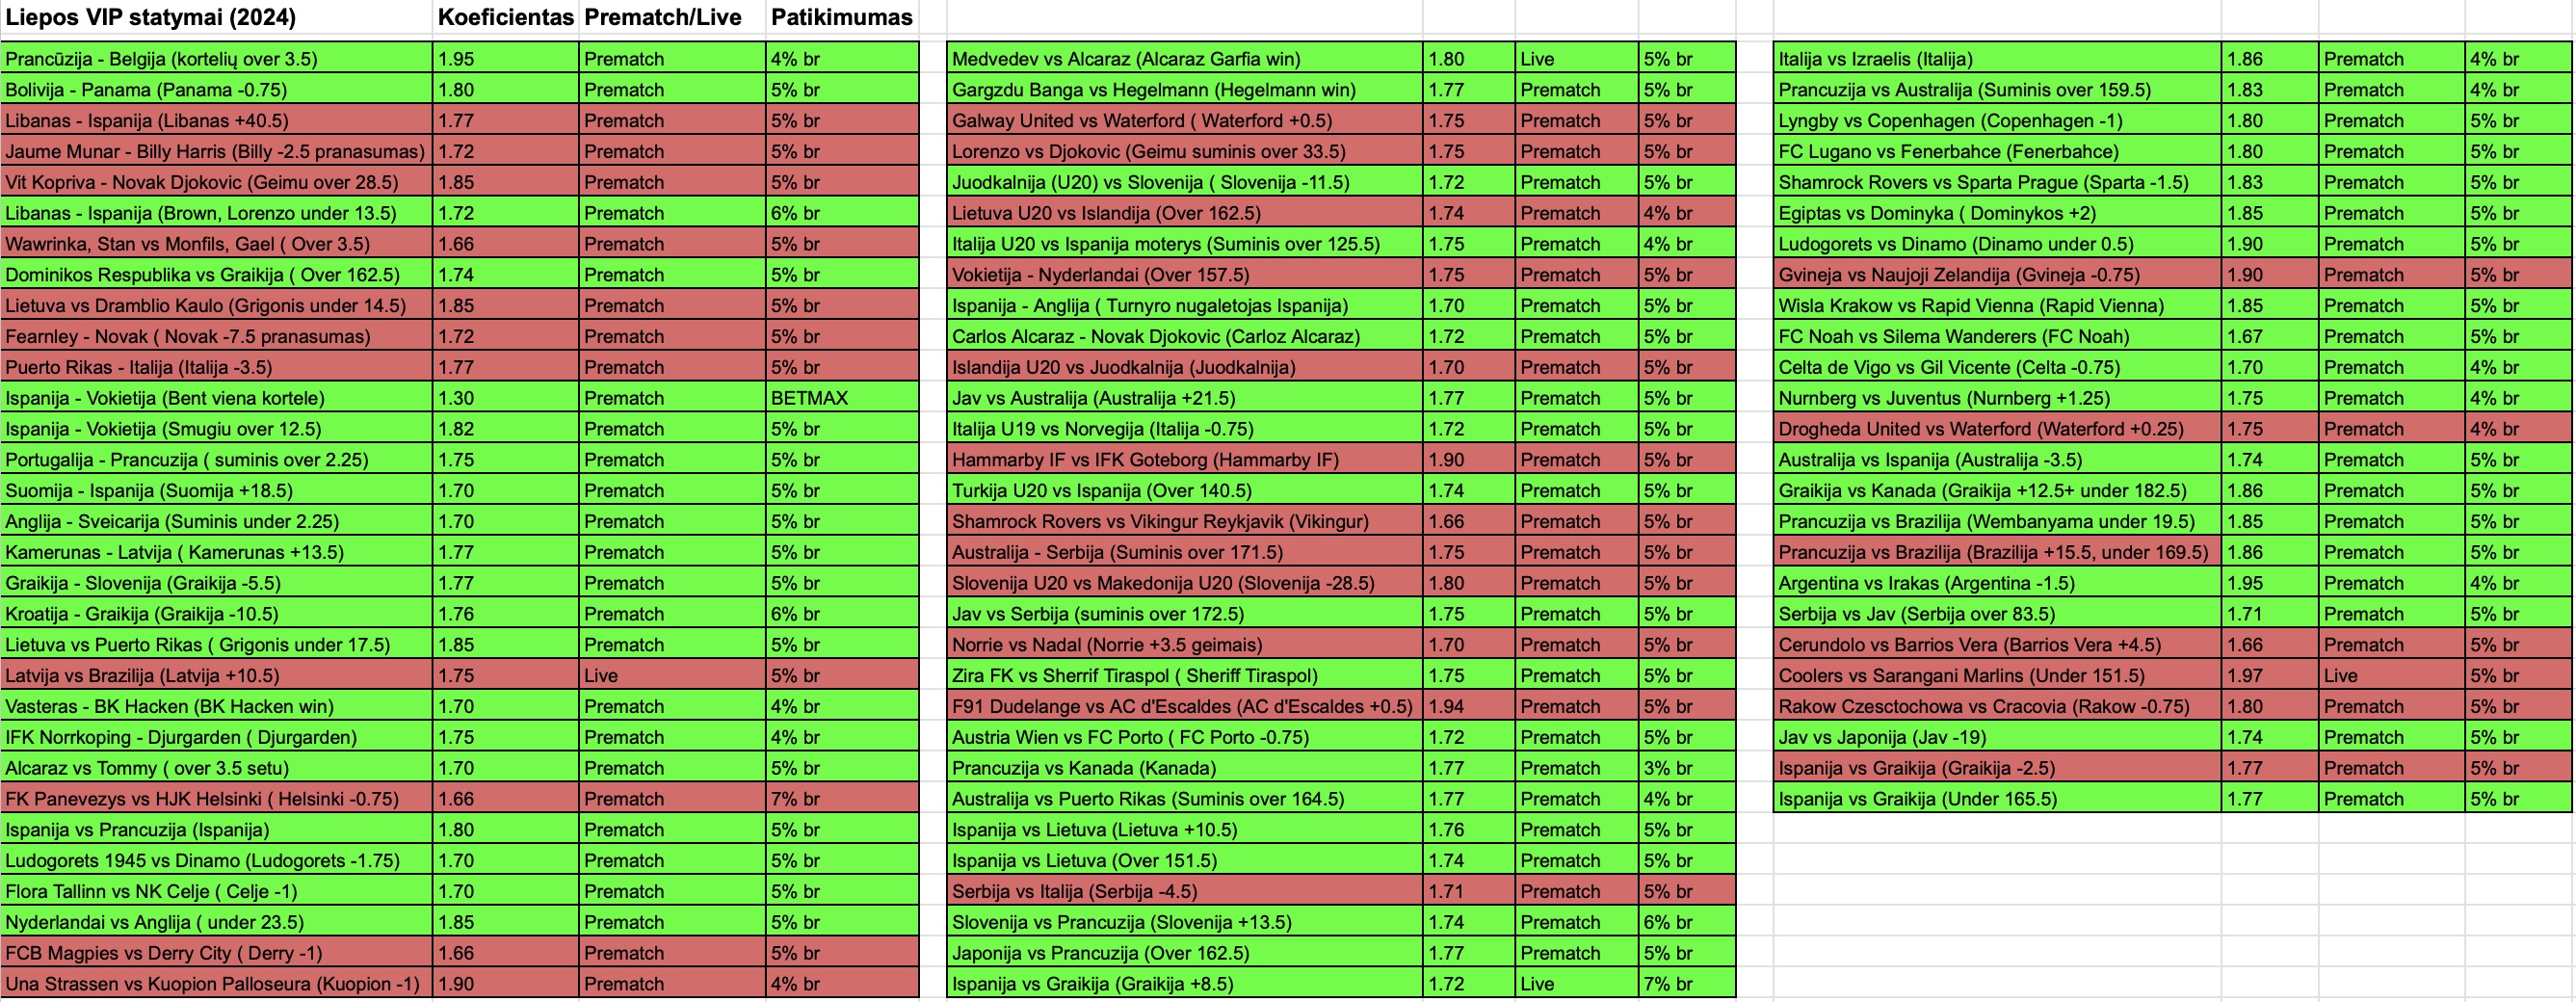 Liepos VIP statymai (2024) Koeficientas Prematch/Live Patikimumas
Prancūzija - Belgija (kortelių over 3.5) 1.95 Prematch 4% br
Bolivija - Panama (Panama -0.75) 1.80 Prematch 5% br
Libanas - Ispanija (Libanas +40.5) 1.77 Prematch 5% br
Jaume Munar - Billy Harris (Billy -2.5 pranasumas) 1.72 Prematch 5% br
Vit Kopriva - Novak Djokovic (Geimu over 28.5) 1.85 Prematch 5% br
Libanas - Ispanija (Brown, Lorenzo under 13.5) 1.72 Prematch 6% br
Wawrinka, Stan vs Monfils, Gael ( Over 3.5) 1.66 Prematch 5% br
Dominikos Respublika vs Graikija ( Over 162.5) 1.74 Prematch 5% br
Lietuva vs Dramblio Kaulo (Grigonis under 14.5) 1.85 Prematch 5% br
Fearnley - Novak ( Novak -7.5 pranasumas) 1.72 Prematch 5% br
Puerto Rikas - Italija (Italija -3.5) 1.77 Prematch 5% br
Ispanija - Vokietija (Bent viena kortele) 1.30 Prematch BETMAX
Ispanija - Vokietija (Smugiu over 12.5) 1.82 Prematch 5% br
Portugalija - Prancuzija ( suminis over 2.25) 1.75 Prematch 5% br
Suomija - Ispanija (Suomija +18.5) 1.70 Prematch 5% br
Anglija - Sveicarija (Suminis under 2.25) 1.70 Prematch 5% br
Kamerunas - Latvija ( Kamerunas +13.5) 1.77 Prematch 5% br
Graikija - Slovenija (Graikija -5.5) 1.77 Prematch 5% br
Kroatija - Graikija (Graikija -10.5) 1.76 Prematch 6% br
Lietuva vs Puerto Rikas ( Grigonis under 17.5) 1.85 Prematch 5% br
Latvija vs Brazilija (Latvija +10.5) 1.75 Live 5% br
Vasteras - BK Hacken (BK Hacken win) 1.70 Prematch 4% br
IFK Norrkoping - Djurgarden ( Djurgarden) 1.75 Prematch 4% br
Alcaraz vs Tommy ( over 3.5 setu) 1.70 Prematch 5% br
FK Panevezys vs HJK Helsinki ( Helsinki -0.75) 1.66 Prematch 7% br
Ispanija vs Prancuzija (Ispanija) 1.80 Prematch 5% br
Ludogorets 1945 vs Dinamo (Ludogorets -1.75) 1.70 Prematch 5% br
Flora Tallinn vs NK Celje ( Celje -1) 1.70 Prematch 5% br
Nyderlandai vs Anglija ( under 23.5) 1.85 Prematch 5% br
FCB Magpies vs Derry City ( Derry -1) 1.66 Prematch 5% br
Una Strassen vs Kuopion Palloseura (Kuopion -1) 1.90 Prematch 4% br
Medvedev vs Alcaraz (Alcaraz Garfia win) 1.80 Live 5% br
Gargzdu Banga vs Hegelmann (Hegelmann win) 1.77 Prematch 5% br
Galway United vs Waterford ( Waterford +0.5) 1.75 Prematch 5% br
Lorenzo vs Djokovic (Geimu suminis over 33.5) 1.75 Prematch 5% br
Juodkalnija (U20) vs Slovenija ( Slovenija -11.5) 1.72 Prematch 5% br
Lietuva U20 vs Islandija (Over 162.5) 1.74 Prematch 4% br
Italija U20 vs Ispanija moterys (Suminis over 125.5) 1.75 Prematch 4% br
Vokietija - Nyderlandai (Over 157.5) 1.75 Prematch 5% br
Ispanija - Anglija ( Turnyro nugaletojas Ispanija) 1.70 Prematch 5% br
Carlos Alcaraz - Novak Djokovic (Carloz Alcaraz) 1.72 Prematch 5% br
Islandija U20 vs Juodkalnija (Juodkalnija) 1.70 Prematch 5% br
Jav vs Australija (Australija +21.5) 1.77 Prematch 5% br
Italija U19 vs Norvegija (Italija -0.75) 1.72 Prematch 5% br
Hammarby IF vs IFK Goteborg (Hammarby IF) 1.90 Prematch 5% br
Turkija U20 vs Ispanija (Over 140.5) 1.74 Prematch 5% br
Shamrock Rovers vs Vikingur Reykjavik (Vikingur) 1.66 Prematch 5% br
Australija - Serbija (Suminis over 171.5) 1.75 Prematch 5% br
Slovenija U20 vs Makedonija U20 (Slovenija -28.5) 1.80 Prematch 5% br
Jav vs Serbija (suminis over 172.5) 1.75 Prematch 5% br
Norrie vs Nadal (Norrie +3.5 geimais) 1.70 Prematch 5% br
Zira FK vs Sherrif Tiraspol ( Sheriff Tiraspol) 1.75 Prematch 5% br
F91 Dudelange vs AC d'Escaldes (AC d'Escaldes +0.5) 1.94 Prematch 5% br
Austria Wien vs FC Porto ( FC Porto -0.75) 1.72 Prematch 5% br
Prancuzija vs Kanada (Kanada) 1.77 Prematch 3% br
Australija vs Puerto Rikas (Suminis over 164.5) 1.77 Prematch 4% br
Ispanija vs Lietuva (Lietuva +10.5) 1.76 Prematch 5% br
Ispanija vs Lietuva (Over 151.5) 1.74 Prematch 5% br
Serbija vs Italija (Serbija -4.5) 1.71 Prematch 5% br
Slovenija vs Prancuzija (Slovenija +13.5) 1.74 Prematch 6% br
Japonija vs Prancuzija (Over 162.5) 1.77 Prematch 5% br
Ispanija vs Graikija (Graikija +8.5) 1.72 Live 7% br
Italija vs Izraelis (Italija) 1.86 Prematch 4% br
Prancuzija vs Australija (Suminis over 159.5) 1.83 Prematch 4% br
Lyngby vs Copenhagen (Copenhagen -1) 1.80 Prematch 5% br
FC Lugano vs Fenerbahce (Fenerbahce) 1.80 Prematch 5% br
Shamrock Rovers vs Sparta Prague (Sparta -1.5) 1.83 Prematch 5% br
Egiptas vs Dominyka ( Dominykos +2) 1.85 Prematch 5% br
Ludogorets vs Dinamo (Dinamo under 0.5) 1.90 Prematch 5% br
Gvineja vs Naujoji Zelandija (Gvineja -0.75) 1.90 Prematch 5% br
Wisla Krakow vs Rapid Vienna (Rapid Vienna) 1.85 Prematch 5% br
FC Noah vs Silema Wanderers (FC Noah) 1.67 Prematch 5% br
Celta de Vigo vs Gil Vicente (Celta -0.75) 1.70 Prematch 4% br
Nurnberg vs Juventus (Nurnberg +1.25) 1.75 Prematch 4% br
Drogheda United vs Waterford (Waterford +0.25) 1.75 Prematch 4% br
Australija vs Ispanija (Australija -3.5) 1.74 Prematch 5% br
Graikija vs Kanada (Graikija +12.5+ under 182.5) 1.86 Prematch 5% br
Prancuzija vs Brazilija (Wembanyama under 19.5) 1.85 Prematch 5% br
Prancuzija vs Brazilija (Brazilija +15.5, under 169.5) 1.86 Prematch 5% br
Argentina vs Irakas (Argentina -1.5) 1.95 Prematch 4% br
Serbija vs Jav (Serbija over 83.5) 1.71 Prematch 5% br
Cerundolo vs Barrios Vera (Barrios Vera +4.5) 1.66 Prematch 5% br
Coolers vs Sarangani Marlins (Under 151.5) 1.97 Live 5% br
Rakow Czesctochowa vs Cracovia (Rakow -0.75) 1.80 Prematch 5% br
Jav vs Japonija (Jav -19) 1.74 Prematch 5% br
Ispanija vs Graikija (Graikija -2.5) 1.77 Prematch 5% br
Ispanija vs Graikija (Under 165.5) 1.77 Prematch 5% br